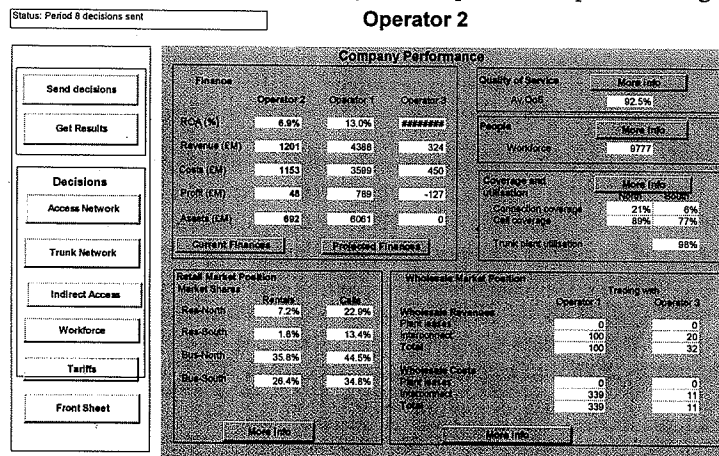 Status: Period 8 decisions sent
Operator 2
Send decisions
Get Results
Decisions
Access Network
Trunk Network
Indirect Access
Workforce
Tariffs
Front Sheet
Company Performance
Finance
Operator 2 Operator 1 Operator 3
ROA (%) 6.9% 13.0% ########
Revenue (£M) 1201 4388 324
Costs (£M) 1153 3599 450
Profit (£M) 48 789 -127
Assets (£M) 692 6061 0
Current Finances Projected Finances
Quality of Service More Info
Av QoS 92.5%
People More Info
Workforce 9777
Coverage and More Info
utilisation North South
Connection coverage 21% 6%
Call coverage 89% 77%
Trunk plant utilisation 98%
Retail Market Position
Market Shares
Rentals Calls
Res-North 7.2% 22.9%
Res-South 1.6% 13.4%
Bus-North 35.8% 44.5%
Bus-South 26.4% 34.8%
More Info
Wholesale Market Position
Trading with
Operator 1 Operator 3
Wholesale Revenues
Plant leases 0 0
Interconnect 100 20
Total 100 32
Wholesale Costs
Plant leases 0 0
Interconnect 339 11
Total 339 11
More Info